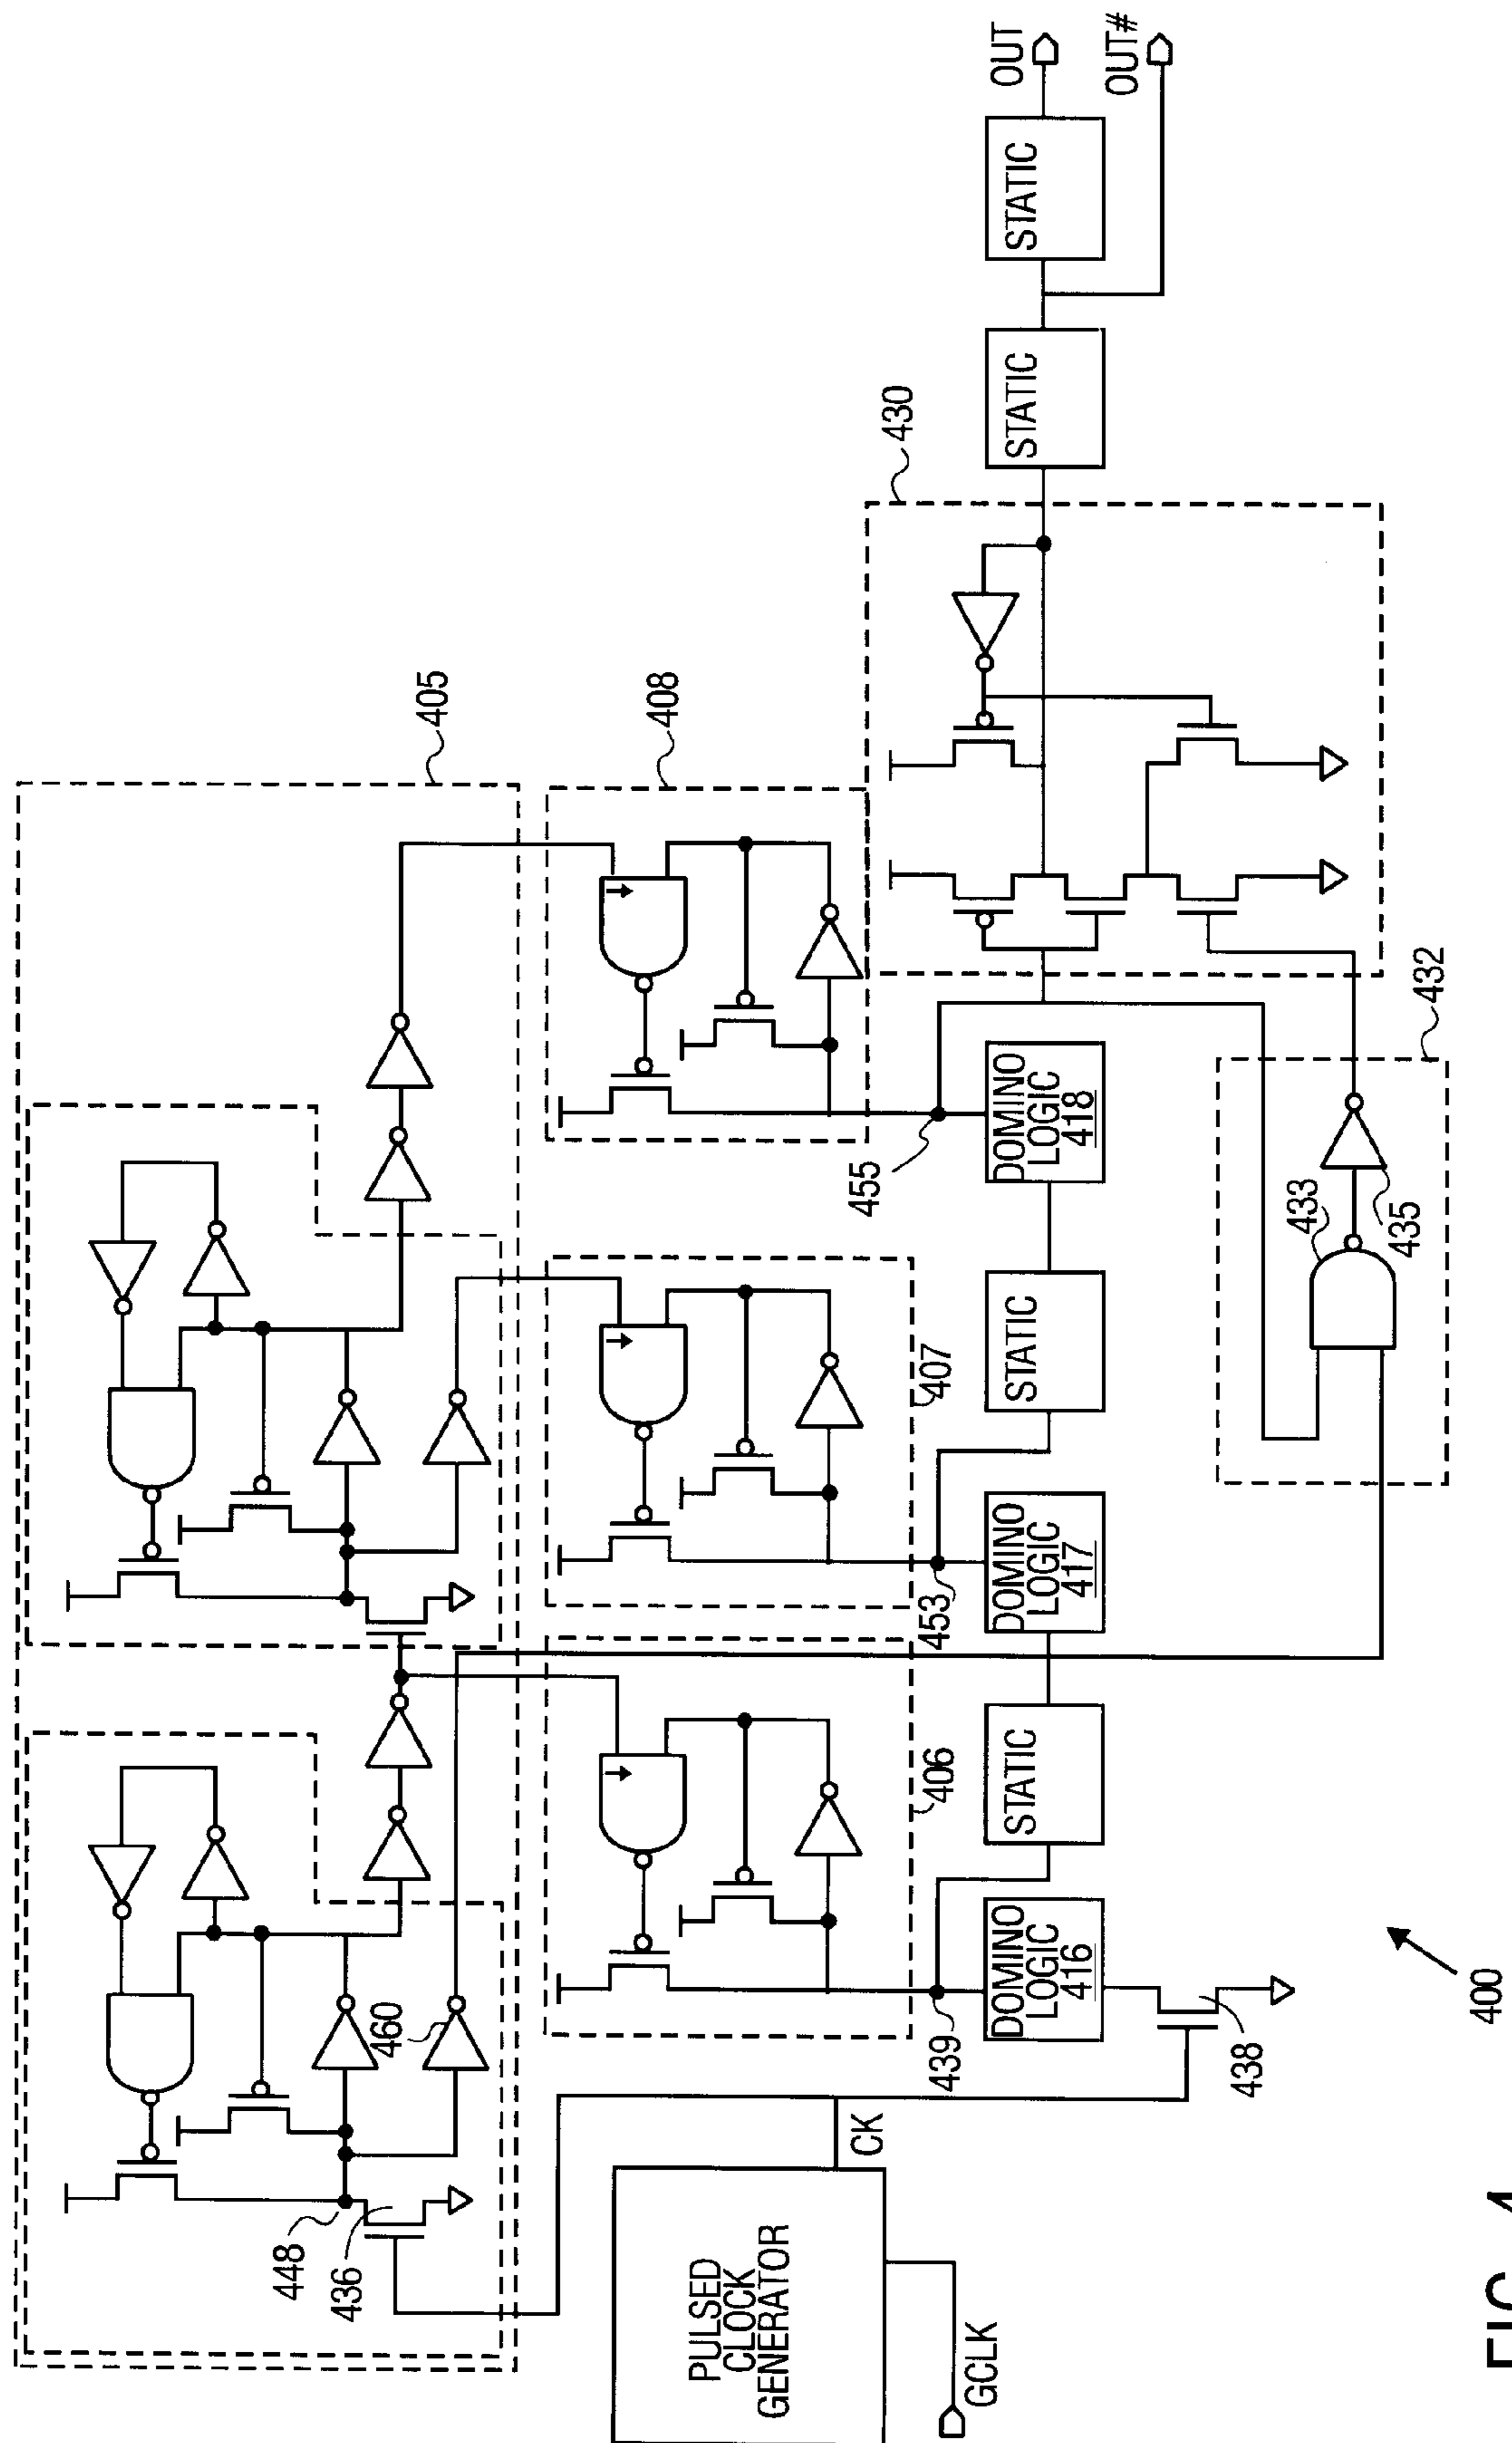 405
408
430
OUT
OUT#
STATIC
STATIC
448
436
460
406
407
453
455
439
PULSED
CLOCK
GENERATOR
CK
GCLK
DOMINO
LOGIC
416
STATIC
DOMINO
LOGIC
417
STATIC
DOMINO
LOGIC
418
438
432
433
435
400